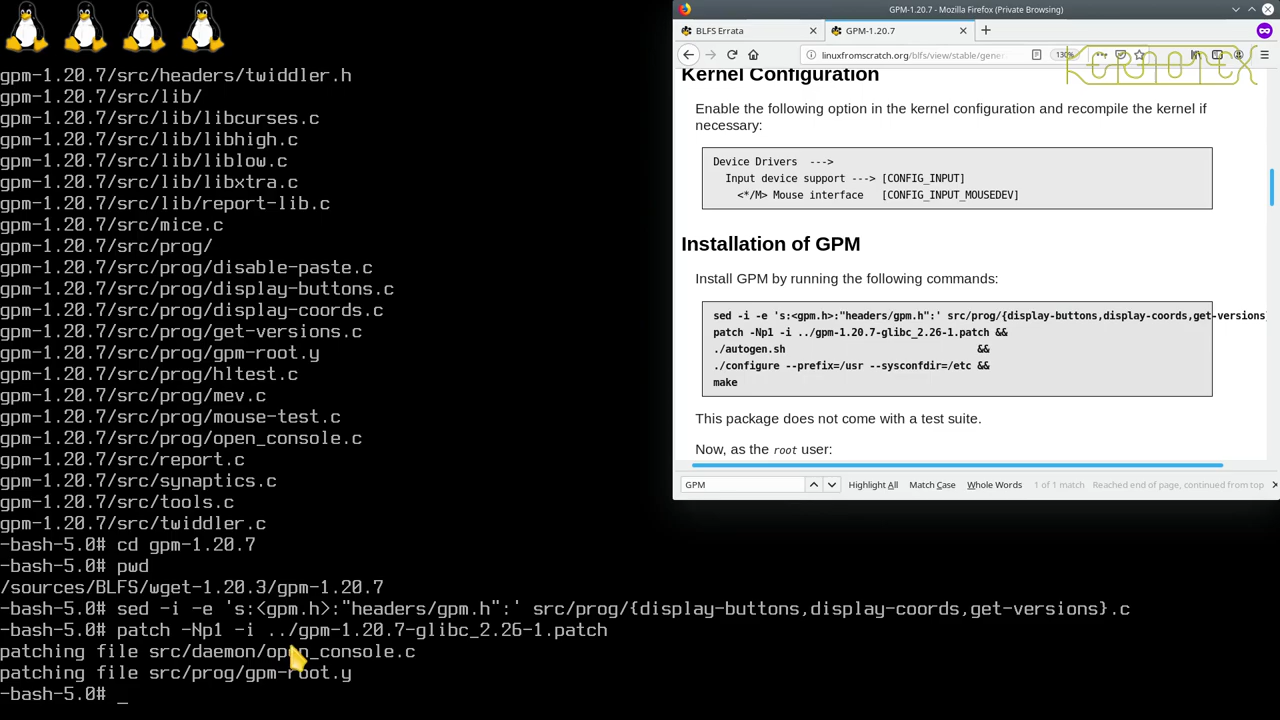 gpm-1.20.7/src/headers/twiddler.h
gpm-1.20.7/src/lib/
gpm-1.20.7/src/lib/libcurses.c
gpm-1.20.7/src/lib/libhigh.c
gpm-1.20.7/src/lib/liblow.c
gpm-1.20.7/src/lib/libxtra.c
gpm-1.20.7/src/lib/report-lib.c
gpm-1.20.7/src/mice.c
gpm-1.20.7/src/prog/
gpm-1.20.7/src/prog/disable-paste.c
gpm-1.20.7/src/prog/display-buttons.c
gpm-1.20.7/src/prog/display-coords.c
gpm-1.20.7/src/prog/get-versions.c
gpm-1.20.7/src/prog/gpm-root.y
gpm-1.20.7/src/prog/hltest.c
gpm-1.20.7/src/prog/mev.c
gpm-1.20.7/src/prog/mouse-test.c
gpm-1.20.7/src/prog/open_console.c
gpm-1.20.7/src/report.c
gpm-1.20.7/src/synaptics.c
gpm-1.20.7/src/tools.c
gpm-1.20.7/src/twiddler.c
-bash-5.0# cd gpm-1.20.7
-bash-5.0# pwd
/sources/BLFS/wget-1.20.3/gpm-1.20.7
-bash-5.0# sed -i -e 's:<gpm.h>:"headers/gpm.h":' src/prog/{display-buttons,display-coords,get-versions}.c
-bash-5.0# patch -Np1 -i ../gpm-1.20.7-glibc_2.26-1.patch
patching file src/daemon/open_console.c
patching file src/prog/gpm-root.y
-bash-5.0# _
GPM-1.20.7 - Mozilla Firefox (Private Browsing)
BLFS Errata
GPM-1.20.7
linuxfromscratch.org/blfs/view/stable/gene
130%
Kernel Configuration
Enable the following option in the kernel configuration and recompile the kernel if
necessary:
Device Drivers --->
Input device support ---> [CONFIG_INPUT]
<*/M> Mouse interface [CONFIG_INPUT_MOUSEDEV]
Installation of GPM
Install GPM by running the following commands:
sed -i -e 's:<gpm.h>:"headers/gpm.h":' src/prog/{display-buttons,display-coords,get-versions}
patch -Np1 -i ../gpm-1.20.7-glibc_2.26-1.patch &&
./autogen.sh &&
./configure --prefix=/usr --sysconfdir=/etc &&
make
This package does not come with a test suite.
Now, as the root user:
GPM
Highlight All
Match Case
Whole Words
1 of 1 match
Reached end of page, continued from top